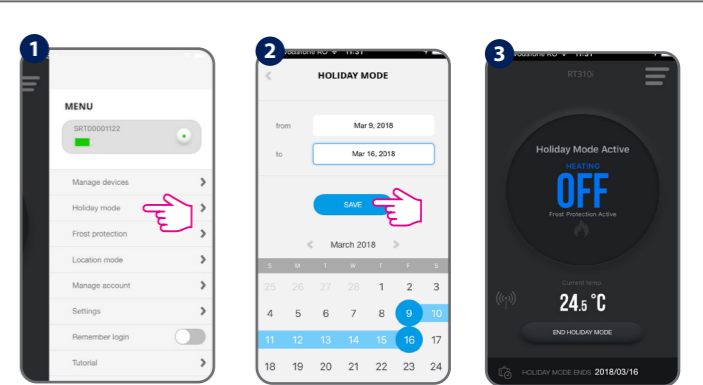 1
MENU
SRT00001122
Manage devices
Holiday mode
Frost protection
Location mode
Manage account
Settings
Remember login
Tutorial
2
HOLIDAY MODE
from Mar 9, 2018
to Mar 16, 2018
SAVE
< March 2018 >
S M T W T F S
25 26 27 28 1 2 3
4 5 6 7 8 9 10
11 12 13 14 15 16 17
18 19 20 21 22 23 24
3
RT310i
Holiday Mode Active
HEATING
OFF
Frost Protection Active
Current temp
24.5 °C
END HOLIDAY MODE
HOLIDAY MODE ENDS 2018/03/16